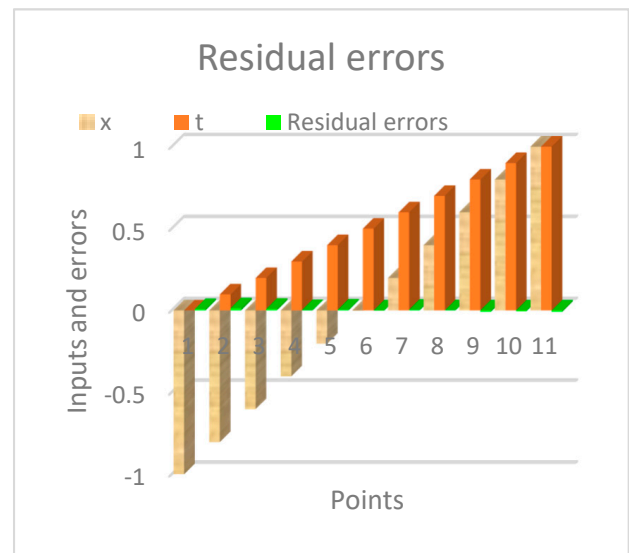 Residual errors
x t Residual errors
1
0.5
0
-0.5
-1
Inputs and errors
1 2 3 4 5 6 7 8 9 10 11
Points